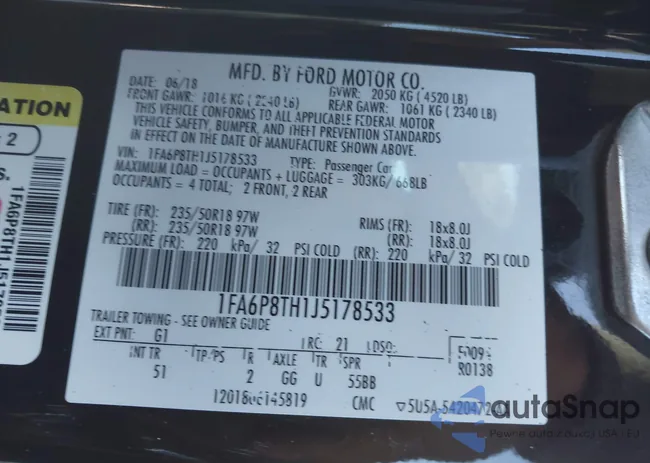 MFD. BY FORD MOTOR CO.
DATE: 06/18 GVWR: 2050 KG ( 4520 LB)
FRONT GAWR: 1016 KG ( 2240 LB) REAR GAWR: 1061 KG ( 2340 LB)
THIS VEHICLE CONFORMS TO ALL APPLICABLE FEDERAL MOTOR
VEHICLE SAFETY, BUMPER, AND THEFT PREVENTION STANDARDS
IN EFFECT ON THE DATE OF MANUFACTURE SHOWN ABOVE.
VIN: 1FA6P8TH1J5178533 TYPE: Passenger Car
MAXIMUM LOAD = OCCUPANTS + LUGGAGE = 303KG/ 668LB
OCCUPANTS = 4 TOTAL; 2 FRONT, 2 REAR
TIRE (FR): 235/50R18 97W RIMS (FR): 18x8.0J
(RR): 235/50R18 97W (RR): 18x8.0J
PRESSURE (FR): 220 kPa/ 32 PSI COLD (RR): 220 kPa/ 32 PSI COLD
1FA6P8TH1J5178533
TRAILER TOWING - SEE OWNER GUIDE
EXT PNT: G1 RC: 21 DSO:
INT TR TP/PS R AXLE TR SPR
51 2 GG U 55BB
R0138
CMC
ATION
2
autoSnap